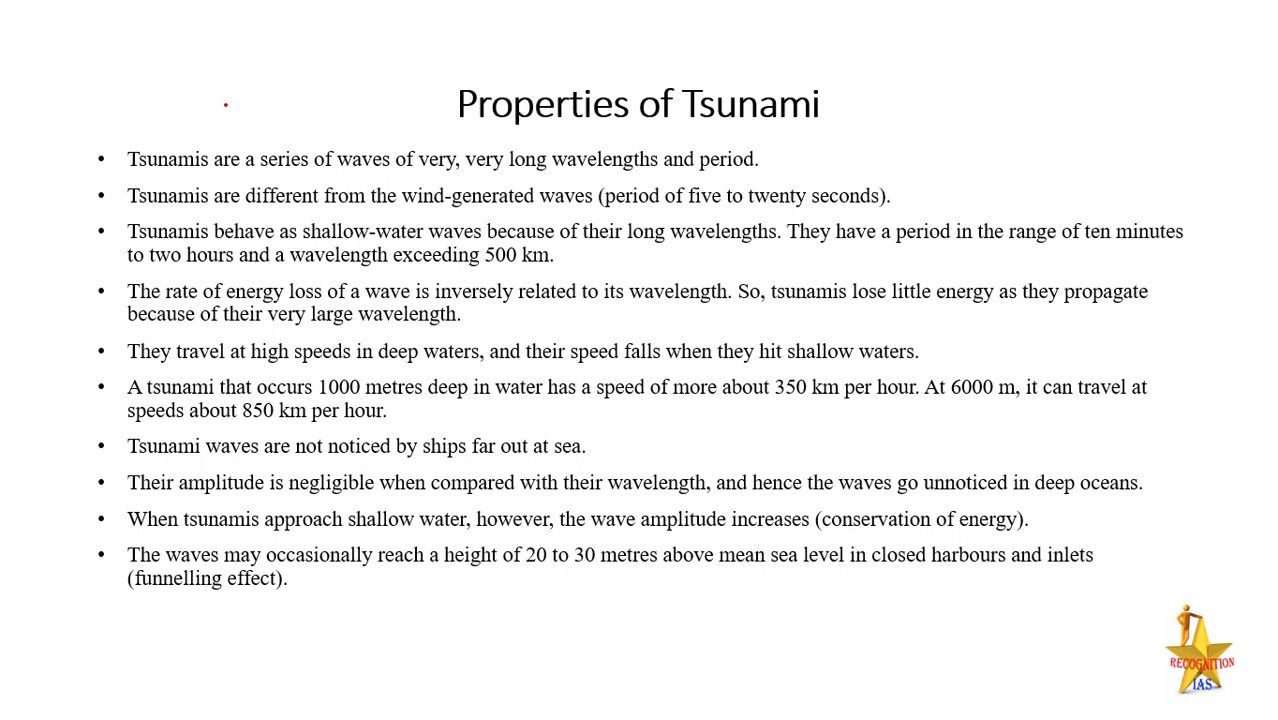 Properties of Tsunami
• Tsunamis are a series of waves of very, very long wavelengths and period.
• Tsunamis are different from the wind-generated waves (period of five to twenty seconds).
• Tsunamis behave as shallow-water waves because of their long wavelengths. They have a period in the range of ten minutes
to two hours and a wavelength exceeding 500 km.
• The rate of energy loss of a wave is inversely related to its wavelength. So, tsunamis lose little energy as they propagate
because of their very large wavelength.
• They travel at high speeds in deep waters, and their speed falls when they hit shallow waters.
• A tsunami that occurs 1000 metres deep in water has a speed of more about 350 km per hour. At 6000 m, it can travel at
speeds about 850 km per hour.
• Tsunami waves are not noticed by ships far out at sea.
• Their amplitude is negligible when compared with their wavelength, and hence the waves go unnoticed in deep oceans.
• When tsunamis approach shallow water, however, the wave amplitude increases (conservation of energy).
• The waves may occasionally reach a height of 20 to 30 metres above mean sea level in closed harbours and inlets
(funnelling effect).
RECOGNITION
IAS